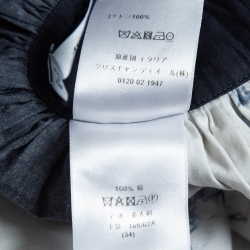 コットン100%
原産国 イタリア
クリスチャンディオール(株)
0120 02 1947
100% 棉
165/62A
(34)